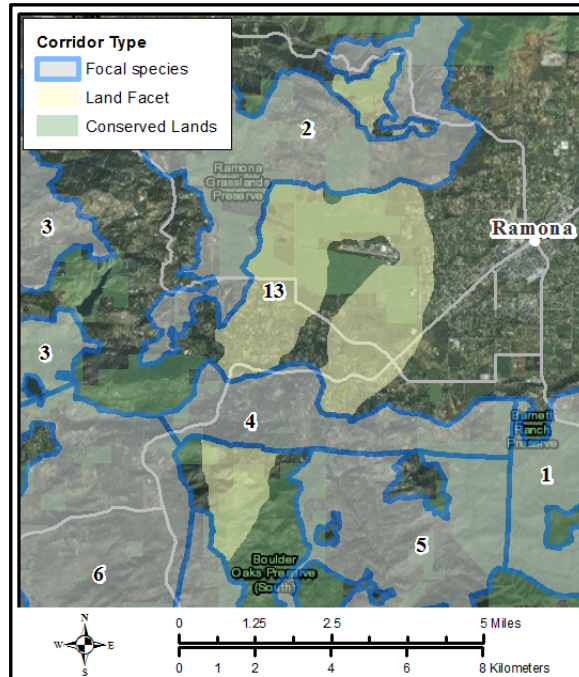 Corridor Type
Focal species
Land Facet
Conserved Lands
2
Ramona
Grasslands
Preserve
3
Ramona
13
3
4
Barnett
Ranch
Preserve
1
5
6
Boulder
Oaks Preserve
(South)
N
W E
S
0 1.25 2.5 5 Miles
0 1 2 4 6 8 Kilometers